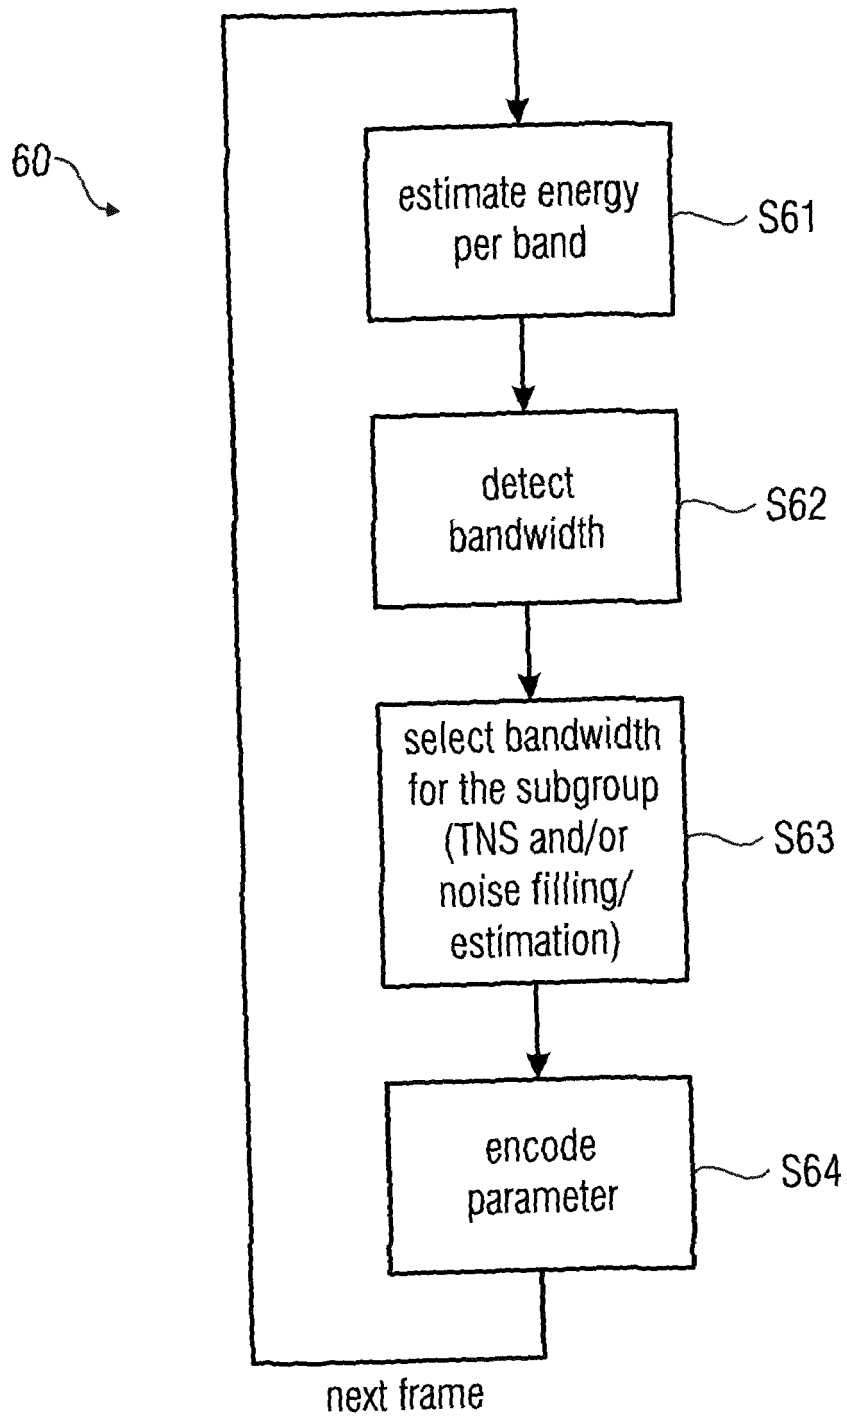 60
estimate energy
per band
S61
detect
bandwidth
S62
select bandwidth
for the subgroup
(TNS and/or
noise filling/
estimation)
S63
encode
parameter
S64
next frame